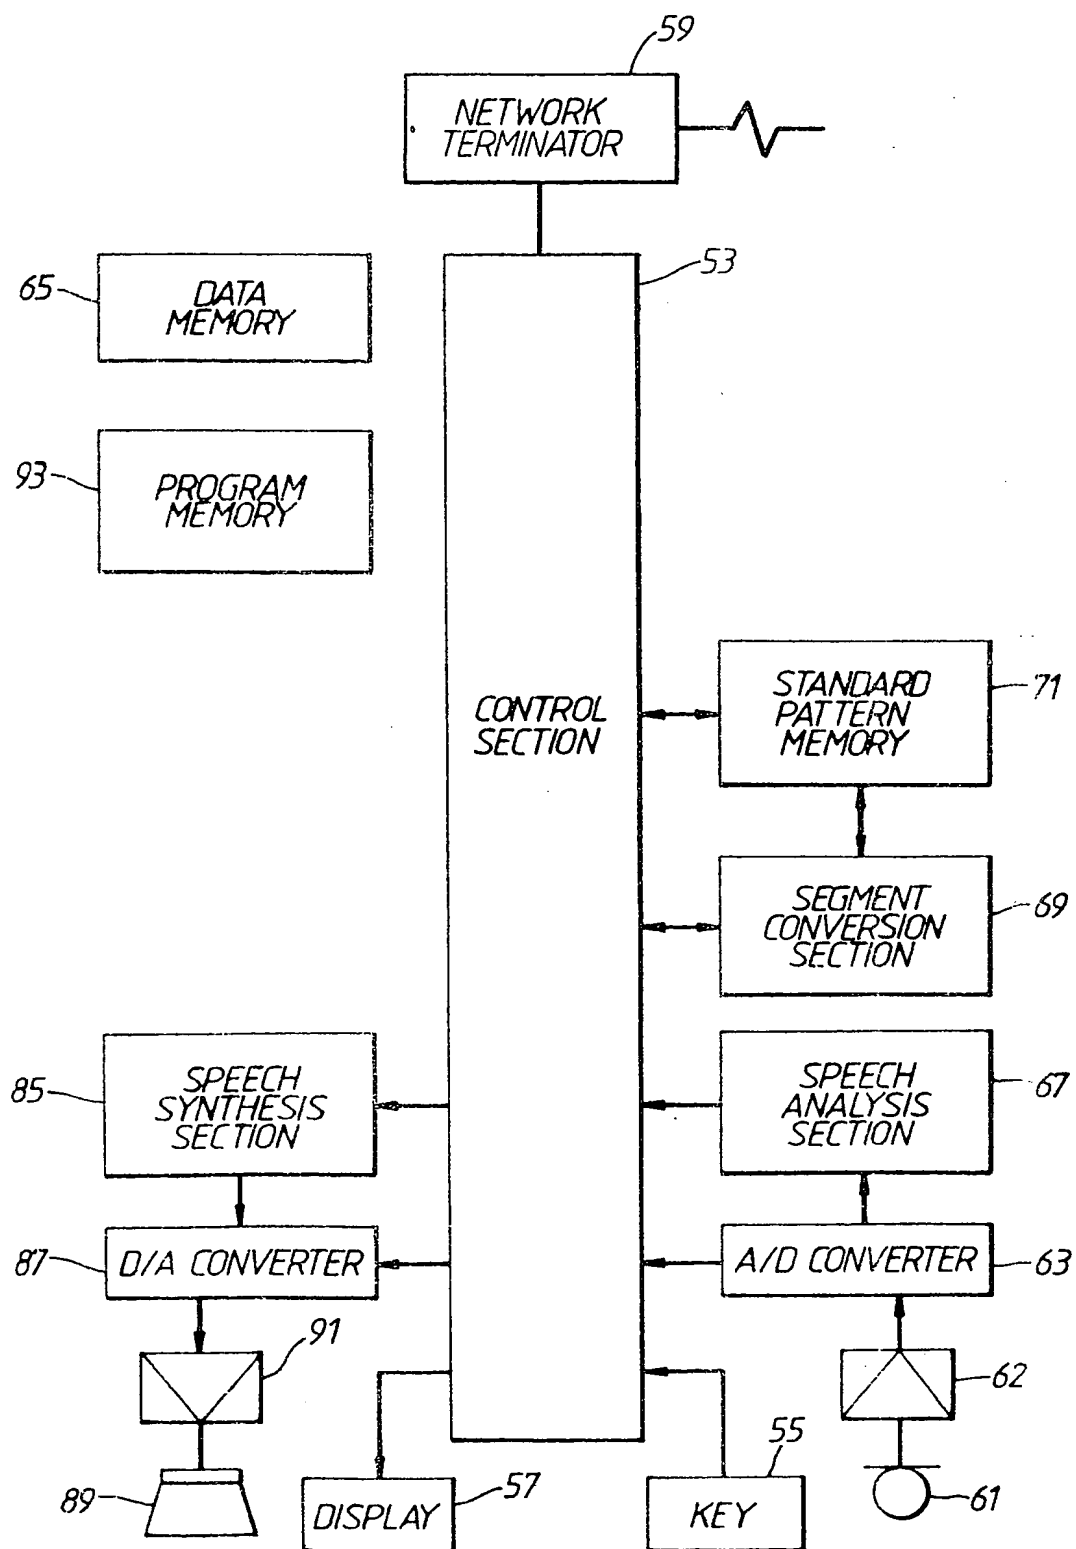 59
NETWORK
TERMINATOR
53
65
DATA
MEMORY
93
PROGRAM
MEMORY
CONTROL
SECTION
STANDARD
PATTERN
MEMORY
71
SEGMENT
CONVERSION
SECTION
69
85
SPEECH
SYNTHESIS
SECTION
SPEECH
ANALYSIS
SECTION
67
87
D/A CONVERTER
A/D CONVERTER
63
91
62
89
DISPLAY
57
KEY
55
61